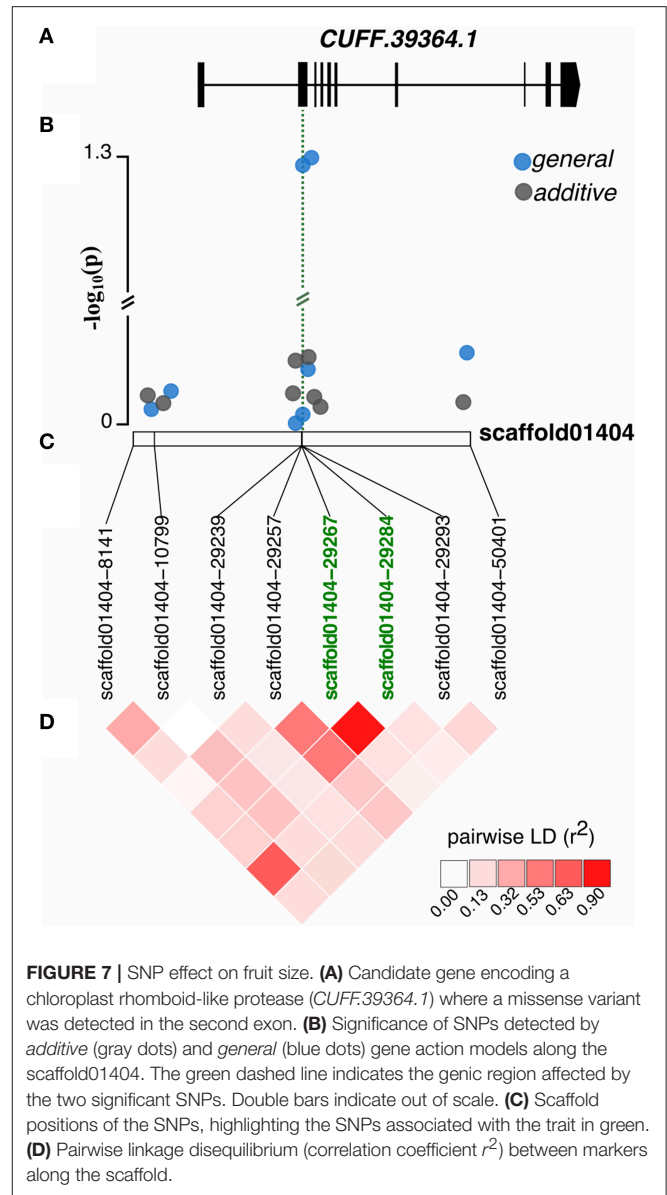 A
CUFF.39364.1
B
1.3
general
additive
-log10(p)
0
C
scaffold01404
scaffold01404–8141
scaffold01404–10799
scaffold01404–29239
scaffold01404–29257
scaffold01404–29267
scaffold01404–29284
scaffold01404–29293
scaffold01404–50401
D
pairwise LD (r2)
0.00
0.13
0.32
0.53
0.63
0.90
FIGURE 7 | SNP effect on fruit size. (A) Candidate gene encoding a
chloroplast rhomboid-like protease (CUFF.39364.1) where a missense variant
was detected in the second exon. (B) Significance of SNPs detected by
additive (gray dots) and general (blue dots) gene action models along the
scaffold01404. The green dashed line indicates the genic region affected by
the two significant SNPs. Double bars indicate out of scale. (C) Scaffold
positions of the SNPs, highlighting the SNPs associated with the trait in green.
(D) Pairwise linkage disequilibrium (correlation coefficient r2) between markers
along the scaffold.